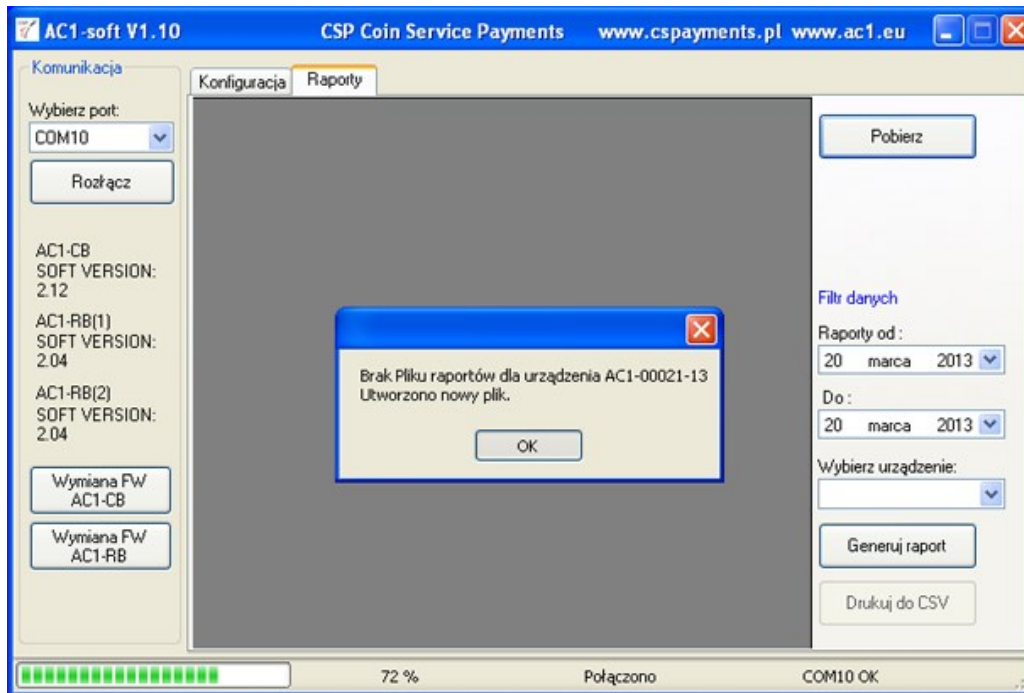 AC1-soft V1.10 CSP Coin Service Payments www.cspayments.pl www.ac1.eu
Komunikacja
Wybierz port:
COM10
Rozłącz
AC1-CB
SOFT VERSION:
2.12
AC1-RB(1)
SOFT VERSION:
2.04
AC1-RB(2)
SOFT VERSION:
2.04
Wymiana FW
AC1-CB
Wymiana FW
AC1-RB
Konfiguracja Raporty
Brak Pliku raportów dla urządzenia AC1-00021-13
Utworzono nowy plik.
OK
Pobierz
Filtr danych
Raporty od :
20 marca 2013
Do :
20 marca 2013
Wybierz urządzenie:
Generuj raport
Drukuj do CSV
72 % Połączono COM10 OK